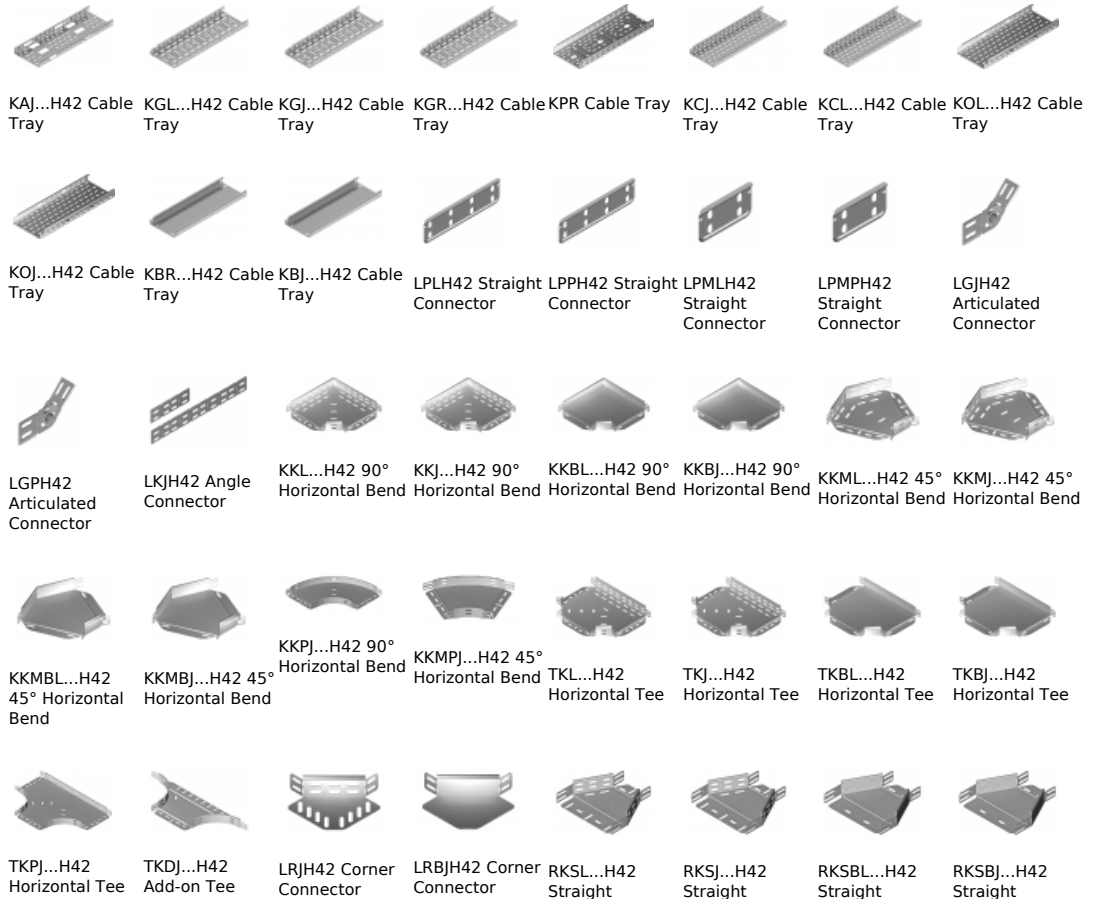 KAJ...H42 Cable
Tray
KGL...H42 Cable
Tray
KGJ...H42 Cable
Tray
KGR...H42 Cable
Tray
KPR Cable Tray
KCJ...H42 Cable
Tray
KCL...H42 Cable
Tray
KOL...H42 Cable
Tray
KOJ...H42 Cable
Tray
KBR...H42 Cable
Tray
KBJ...H42 Cable
Tray
LPLH42 Straight
Connector
LPPH42 Straight
Connector
LPMLH42
Straight
Connector
LPMPH42
Straight
Connector
LGJH42
Articulated
Connector
LGPH42
Articulated
Connector
LKJH42 Angle
Connector
KKL...H42 90°
Horizontal Bend
KKJ...H42 90°
Horizontal Bend
KKBL...H42 90°
Horizontal Bend
KKBJ...H42 90°
Horizontal Bend
KKML...H42 45°
Horizontal Bend
KKMJ...H42 45°
Horizontal Bend
KKMBL...H42
45° Horizontal
Bend
KKMBJ...H42 45°
Horizontal Bend
KKPJ...H42 90°
Horizontal Bend
KKMPJ...H42 45°
Horizontal Bend
TKL...H42
Horizontal Tee
TKJ...H42
Horizontal Tee
TKBL...H42
Horizontal Tee
TKBJ...H42
Horizontal Tee
TKPJ...H42
Horizontal Tee
TKDJ...H42
Add-on Tee
LRJH42 Corner
Connector
LRBJH42 Corner
Connector
RKSL...H42
Straight
RKSJ...H42
Straight
RKSBL...H42
Straight
RKSBJ...H42
Straight